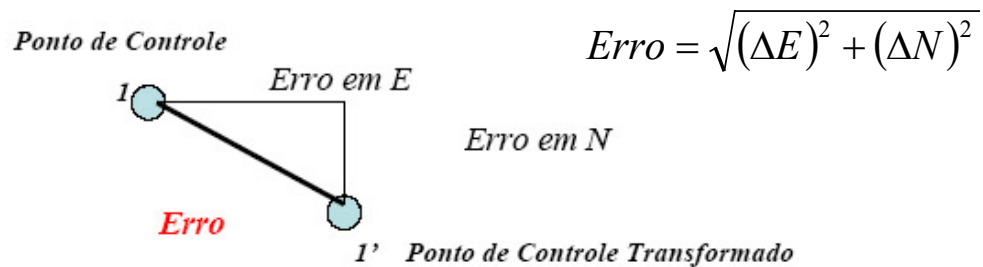 Ponto de Controle
Erro = √(ΔE)² + (ΔN)²
1
Erro em E
Erro em N
Erro
1’ Ponto de Controle Transformado